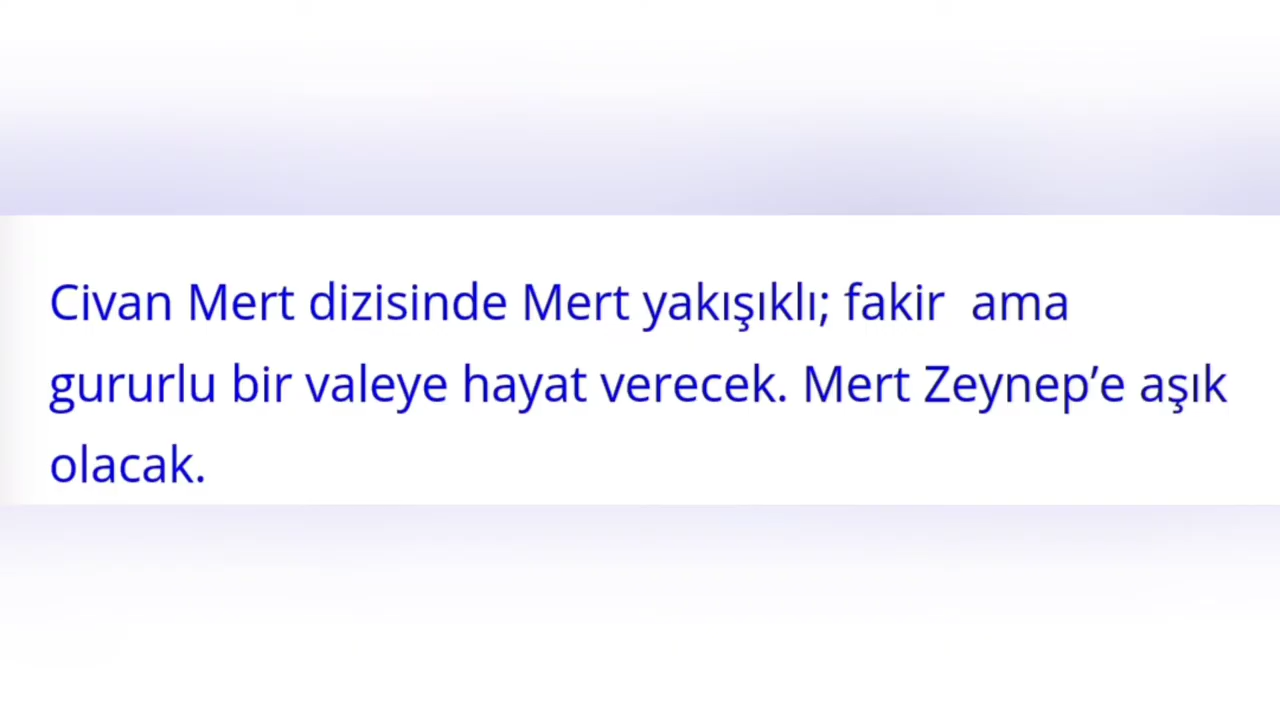 Civan Mert dizisinde Mert yakışıklı; fakir  ama
gururlu bir valeye hayat verecek. Mert Zeynep’e aşık
olacak.